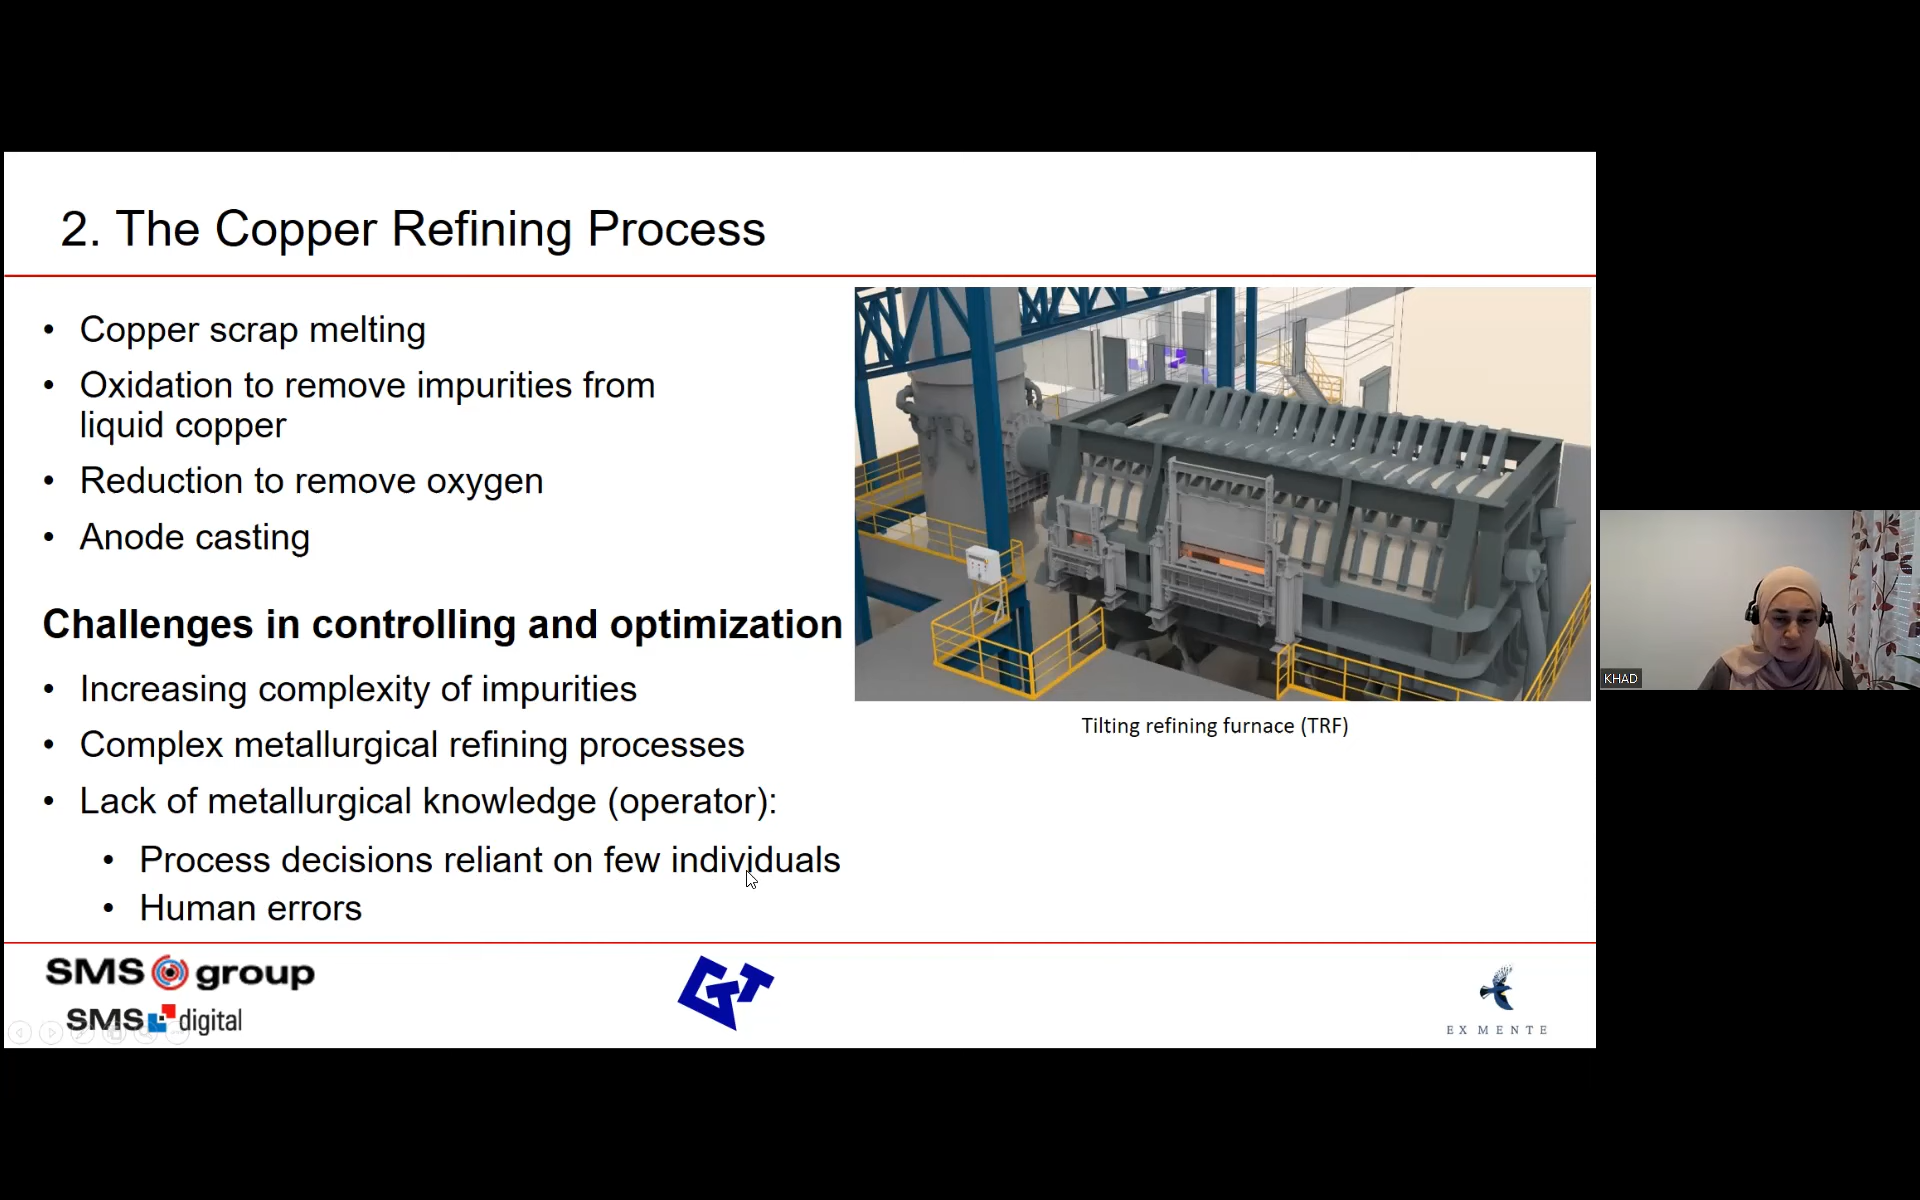 2. The Copper Refining Process
• Copper scrap melting
• Oxidation to remove impurities from
liquid copper
• Reduction to remove oxygen
• Anode casting
Challenges in controlling and optimization
• Increasing complexity of impurities
• Complex metallurgical refining processes
• Lack of metallurgical knowledge (operator):
• Process decisions reliant on few individuals
• Human errors
Tilting refining furnace (TRF)
KHAD
SMS group
SMS digital
GTT
EX MENTE